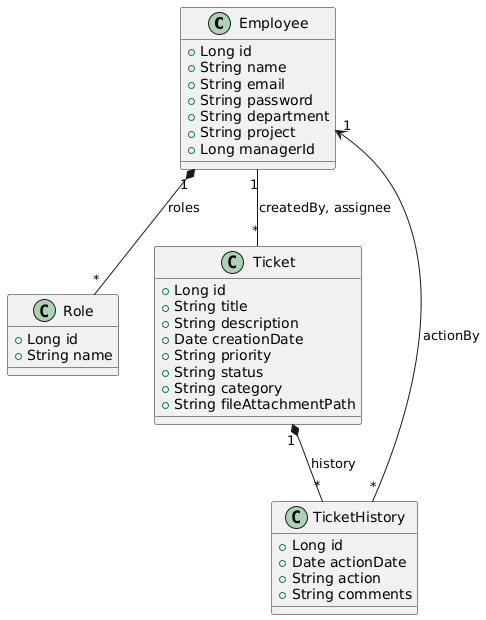 C Employee
Long id
String name
String email
String password
String department
String project
Long managerId
1
1
1
roles
createdBy, assignee
*
*
C Ticket
Long id
String title
String description
Date creationDate
String priority
String status
String category
String fileAttachmentPath
C Role
Long id
String name
actionBy
1
history
*
*
C TicketHistory
Long id
Date actionDate
String action
String comments